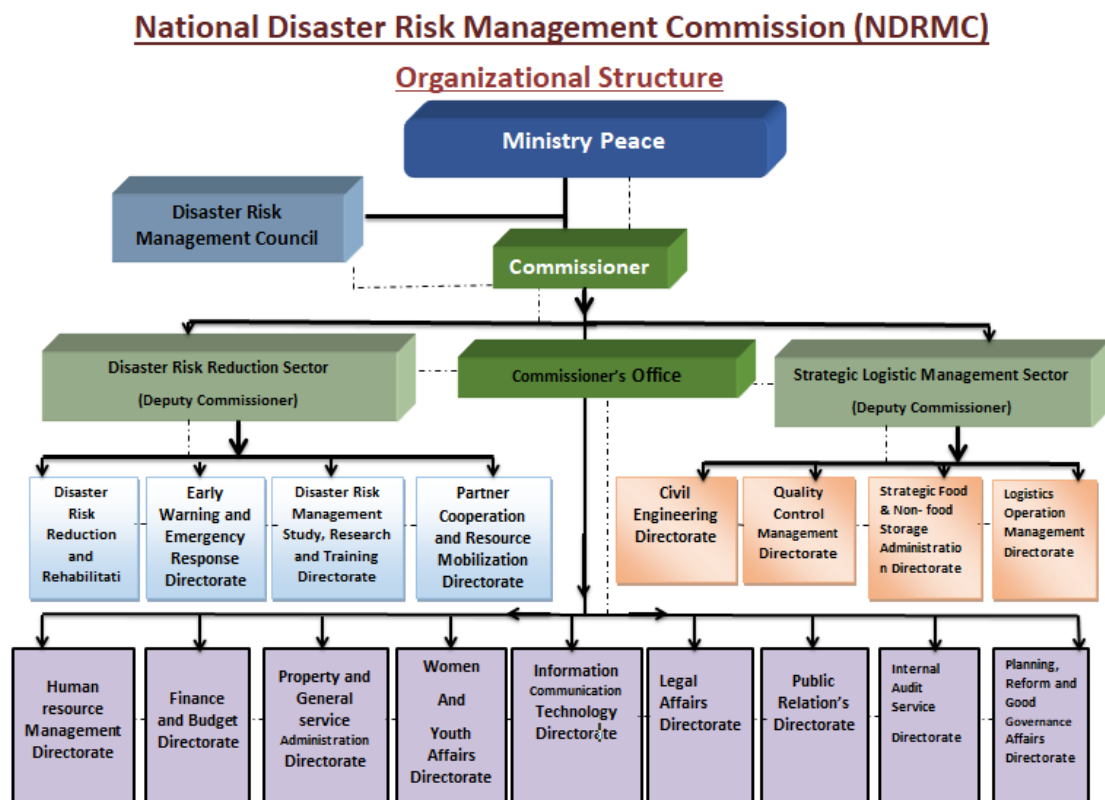 National Disaster Risk Management Commission (NDRMC)
Organizational Structure
Ministry Peace
Disaster Risk
Management Council
Commissioner
Disaster Risk Reduction Sector
(Deputy Commissioner)
Commissioner's Office
Strategic Logistic Management Sector
(Deputy Commissioner)
Disaster
Risk
Reduction
and
Rehabilitati
Early
Warning and
Emergency
Response
Directorate
Disaster Risk
Management
Study, Research
and Training
Directorate
Partner
Cooperation
and Resource
Mobilization
Directorate
Civil
Engineering
Directorate
Quality
Control
Management
Directorate
Strategic Food
& Non- food
Storage
Administratio
n Directorate
Logistics
Operation
Management
Directorate
Human
resource
Management
Directorate
Finance
and Budget
Directorate
Property and
General
service
Administration
Directorate
Women
And
Youth
Affairs
Directorate
Information
Communication
Technology
Directorate
Legal
Affairs
Directorate
Public
Relation's
Directorate
Internal
Audit
Service
Directorate
Planning,
Reform and
Good
Governance
Affairs
Directorate